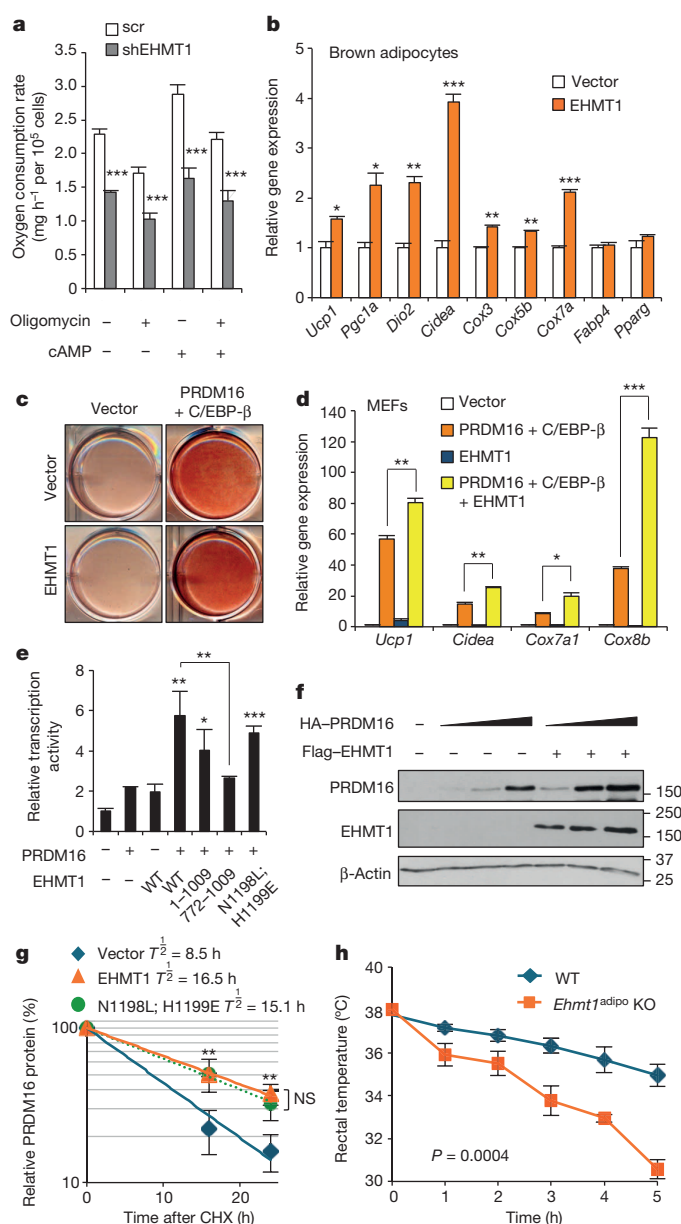 a
scr
shEHMT1
Oxygen consumption rate
(mg h⁻¹ per 10⁵ cells)
3.5
3.0
2.5
2.0
1.5
1.0
0.5
0
***
***
***
***
Oligomycin – + – +
cAMP – – + +
b
Brown adipocytes
Vector
EHMT1
Relative gene expression
5
4
3
2
1
0
*
*
**
***
**
**
***
Ucp1
Pgc1a
Dio2
Cidea
Cox3
Cox5b
Cox7a
Fabp4
Pparg
c
Vector
PRDM16
+ C/EBP-β
Vector
EHMT1
d
MEFs
Vector
PRDM16 + C/EBP-β
EHMT1
PRDM16 + C/EBP-β
+ EHMT1
Relative gene expression
140
120
100
80
60
40
20
0
**
**
*
***
Ucp1
Cidea
Cox7a1
Cox8b
e
Relative transcription
activity
8
6
4
2
0
**
**
*
***
PRDM16 – + – + + + +
EHMT1 – – WT WT 1–1009 772–1009 N1198L;
H1199E
f
HA–PRDM16 –
Flag–EHMT1 – – – – + + +
PRDM16
150
EHMT1
250
150
β-Actin
37
25
g
Vector T½ = 8.5 h
EHMT1 T½ = 16.5 h
N1198L; H1199E T½ = 15.1 h
Relative PRDM16 protein (%)
100
10
**
**
NS
0 10 20
Time after CHX (h)
h
WT
Ehmt1ᵃᵈⁱᵖᵒ KO
Rectal temperature (°C)
40
38
36
34
32
30
P = 0.0004
0 1 2 3 4 5
Time (h)